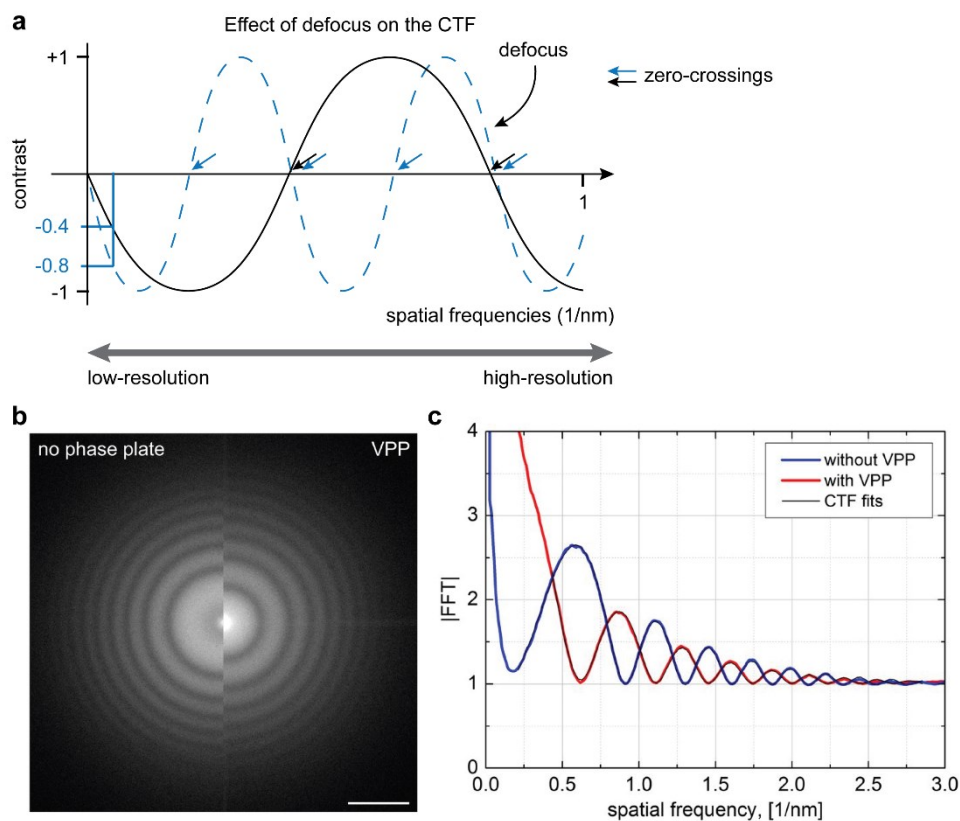 a
Effect of defocus on the CTF
+1
defocus
zero-crossings
contrast
1
-0.4
-0.8
-1
spatial frequencies (1/nm)
low-resolution
high-resolution
b
no phase plate
VPP
c
4
3
2
1
0
|FFT|
without VPP
with VPP
CTF fits
0.0 0.5 1.0 1.5 2.0 2.5 3.0
spatial frequency, [1/nm]